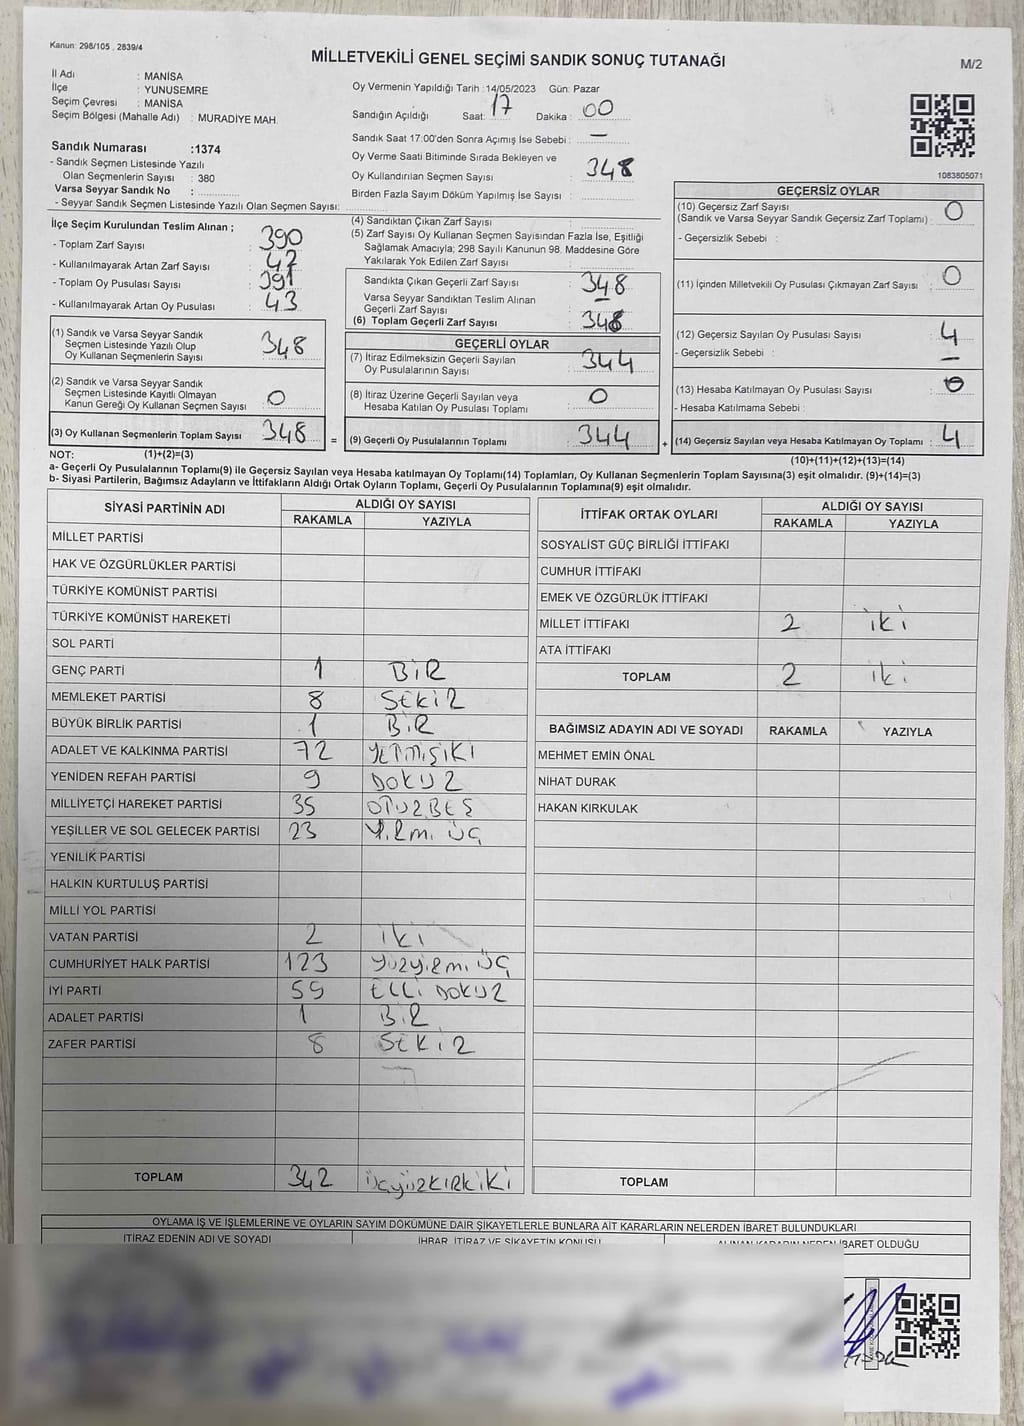 Kanun: 298/105 , 2839/4
MİLLETVEKİLİ GENEL SEÇİMİ SANDIK SONUÇ TUTANAĞI
M/2
İl Adı : MANİSA
İlçe : YUNUSEMRE
Seçim Çevresi : MANİSA
Seçim Bölgesi (Mahalle Adı) : MURADİYE MAH.
Sandık Numarası :1374
- Sandık Seçmen Listesinde Yazılı
Olan Seçmenlerin Sayısı : 380
Varsa Seyyar Sandık No :
- Seyyar Sandık Seçmen Listesinde Yazılı Olan Seçmen Sayısı:
Oy Vermenin Yapıldığı Tarih :14/05/2023 Gün: Pazar
Sandığın Açıldığı Saat: 17 Dakika : 00
Sandık Saat 17:00'den Sonra Açımış İse Sebebi : —
Oy Verme Saati Bitiminde Sırada Bekleyen ve
Oy Kullandırılan Seçmen Sayısı : 348
Birden Fazla Sayım Döküm Yapılmış İse Sayısı :
1083805071
İlçe Seçim Kurulundan Teslim Alınan ;
- Toplam Zarf Sayısı : 390
- Kullanılmayarak Artan Zarf Sayısı : 42
- Toplam Oy Pusulası Sayısı : 391
- Kullanılmayarak Artan Oy Pusulası : 43
(1) Sandık ve Varsa Seyyar Sandık
Seçmen Listesinde Yazılı Olup
Oy Kullanan Seçmenlerin Sayısı : 348
(2) Sandık ve Varsa Seyyar Sandık
Seçmen Listesinde Kayıtlı Olmayan
Kanun Gereği Oy Kullanan Seçmen Sayısı : 0
(3) Oy Kullanan Seçmenlerin Toplam Sayısı : 348 =
(1)+(2)=(3)
(4) Sandıktan Çıkan Zarf Sayısı :
(5) Zarf Sayısı Oy Kullanan Seçmen Sayısından Fazla İse, Eşitliği
Sağlamak Amacıyla; 298 Sayılı Kanunun 98. Maddesine Göre
Yakılarak Yok Edilen Zarf Sayısı :
Sandıkta Çıkan Geçerli Zarf Sayısı : 348
Varsa Seyyar Sandıktan Teslim Alınan
Geçerli Zarf Sayısı : —
(6) Toplam Geçerli Zarf Sayısı : 348
GEÇERLİ OYLAR
(7) İtiraz Edilmeksizin Geçerli Sayılan
Oy Pusulalarının Sayısı : 344
(8) İtiraz Üzerine Geçerli Sayılan veya
Hesaba Katılan Oy Pusulası Toplamı : 0
(9) Geçerli Oy Pusulalarının Toplamı : 344 +
GEÇERSİZ OYLAR
(10) Geçersiz Zarf Sayısı
(Sandık ve Varsa Seyyar Sandık Geçersiz Zarf Toplamı) : 0
- Geçersizlik Sebebi :
(11) İçinden Milletvekili Oy Pusulası Çıkmayan Zarf Sayısı : 0
(12) Geçersiz Sayılan Oy Pusulası Sayısı : 4
- Geçersizlik Sebebi : —
(13) Hesaba Katılmayan Oy Pusulası Sayısı : 0
- Hesaba Katılmama Sebebi :
(14) Geçersiz Sayılan veya Hesaba Katılmayan Oy Toplamı : 4
(10)+(11)+(12)+(13)=(14)
NOT:
a- Geçerli Oy Pusulalarının Toplamı(9) ile Geçersiz Sayılan veya Hesaba katılmayan Oy Toplamı(14) Toplamları, Oy Kullanan Seçmenlerin Toplam Sayısına(3) eşit olmalıdır. (9)+(14)=(3)
b- Siyasi Partilerin, Bağımsız Adayların ve İttifakların Aldığı Ortak Oyların Toplamı, Geçerli Oy Pusulalarının Toplamına(9) eşit olmalıdır.
SİYASİ PARTİNİN ADI ALDIĞI OY SAYISI
RAKAMLA YAZIYLA
MİLLET PARTİSİ
HAK VE ÖZGÜRLÜKLER PARTİSİ
TÜRKİYE KOMÜNİST PARTİSİ
TÜRKİYE KOMÜNİST HAREKETİ
SOL PARTİ
GENÇ PARTİ 1 BİR
MEMLEKET PARTİSİ 8 SEKİZ
BÜYÜK BİRLİK PARTİSİ 1 BİR
ADALET VE KALKINMA PARTİSİ 72 YETMİŞİKİ
YENİDEN REFAH PARTİSİ 9 DOKUZ
MİLLİYETÇİ HAREKET PARTİSİ 35 OTUZBEŞ
YEŞİLLER VE SOL GELECEK PARTİSİ 23 Yirmi ÜÇ
YENİLİK PARTİSİ
HALKIN KURTULUŞ PARTİSİ
MİLLİ YOL PARTİSİ
VATAN PARTİSİ 2 İKİ
CUMHURİYET HALK PARTİSİ 123 Yüzyirmi ÜÇ
İYİ PARTİ 59 ELLİ DOKUZ
ADALET PARTİSİ 1 BİR
ZAFER PARTİSİ 8 SEKİZ
TOPLAM 342 ÜÇYÜZKIRKİKİ
İTTİFAK ORTAK OYLARI ALDIĞI OY SAYISI
RAKAMLA YAZIYLA
SOSYALİST GÜÇ BİRLİĞİ İTTİFAKI
CUMHUR İTTİFAKI
EMEK VE ÖZGÜRLÜK İTTİFAKI
MİLLET İTTİFAKI 2 İKİ
ATA İTTİFAKI
TOPLAM 2 İKİ
BAĞIMSIZ ADAYIN ADI VE SOYADI RAKAMLA YAZIYLA
MEHMET EMİN ÖNAL
NİHAT DURAK
HAKAN KIRKULAK
TOPLAM
OYLAMA İŞ VE İŞLEMLERİNE VE OYLARIN SAYIM DÖKÜMÜNE DAİR ŞİKAYETLERLE BUNLARA AİT KARARLARIN NELERDEN İBARET BULUNDUKLARI
İTİRAZ EDENİN ADI VE SOYADI İHBAR, İTİRAZ VE ŞİKAYETİN KONUSU ALINAN KARARIN NEDEN İBARET OLDUĞU